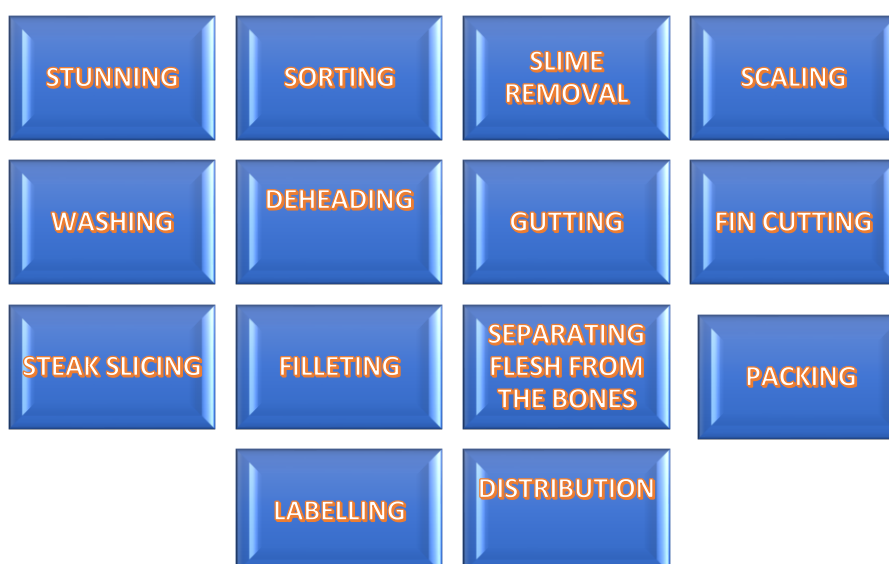 STUNNING
SORTING
SLIME
REMOVAL
SCALING
WASHING
DEHEADING
GUTTING
FIN CUTTING
STEAK SLICING
FILLETING
SEPARATING
FLESH FROM
THE BONES
PACKING
LABELLING
DISTRIBUTION